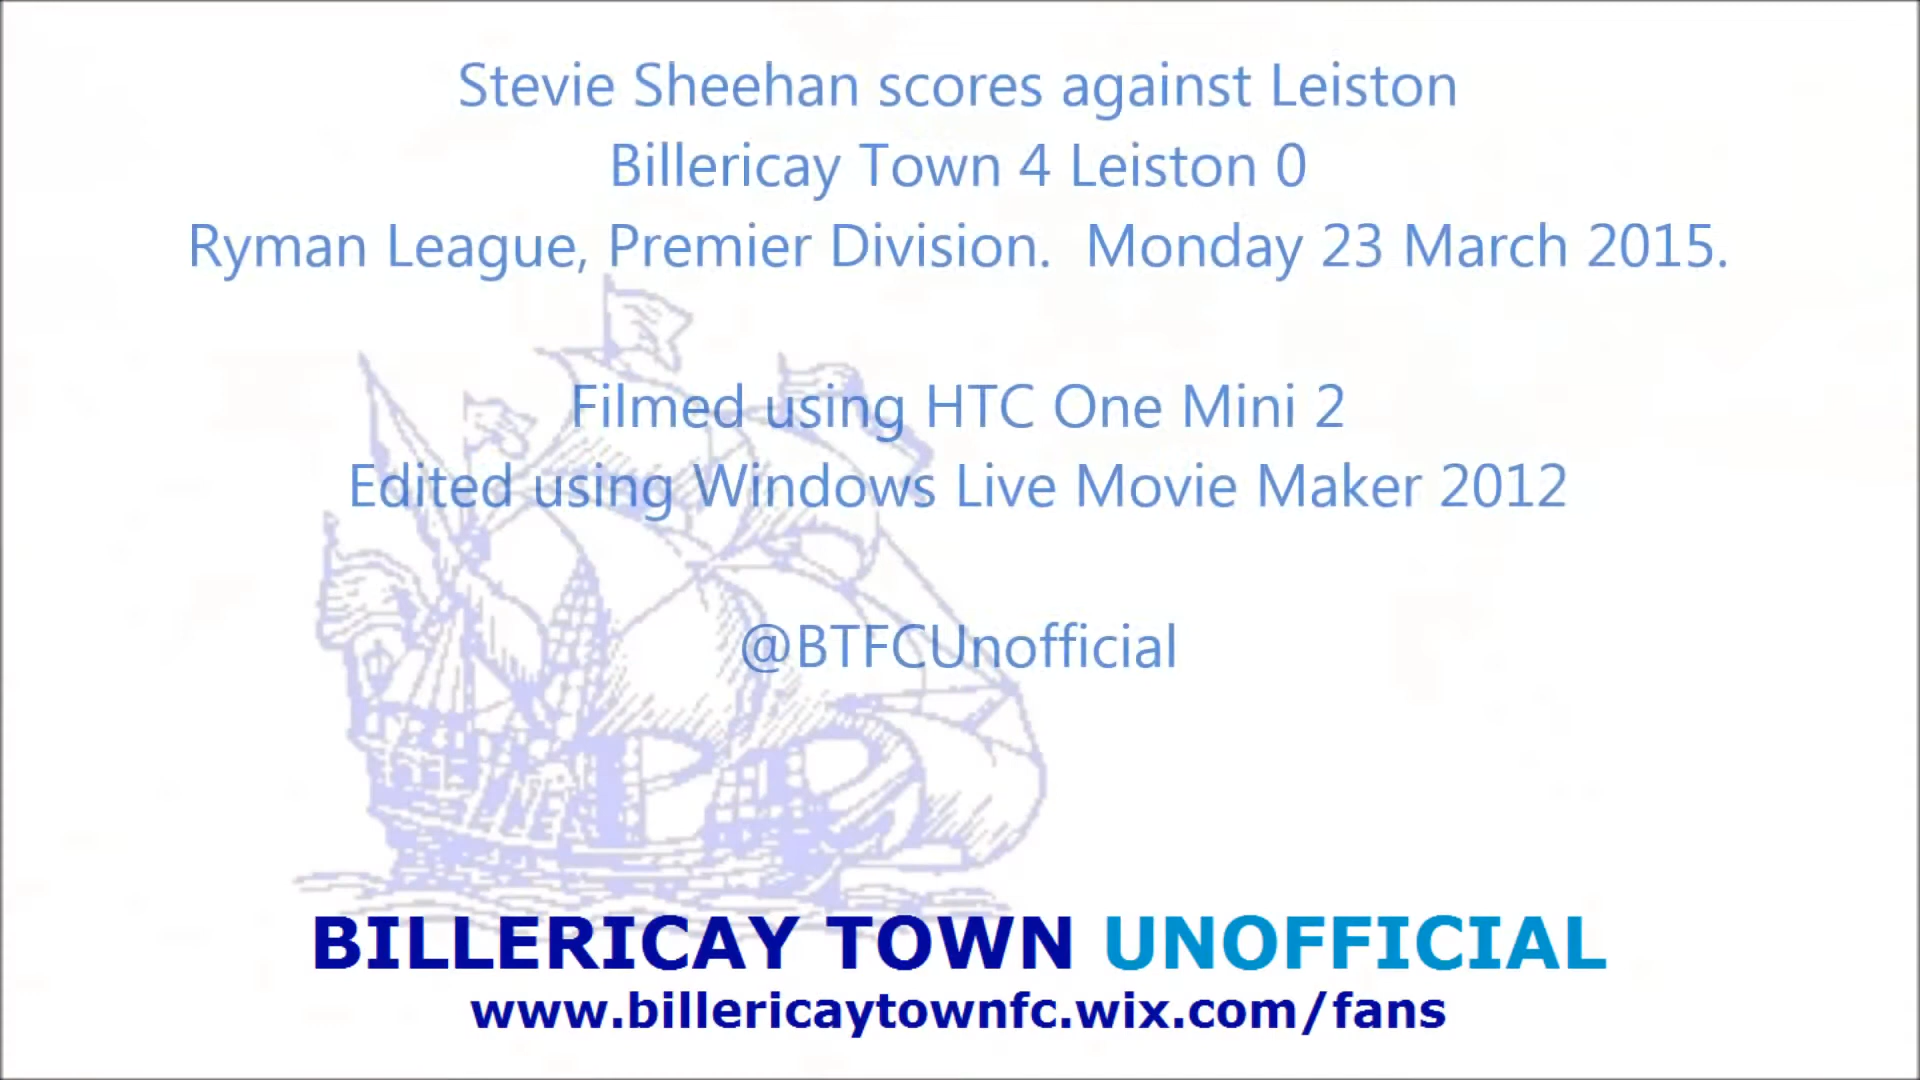 Stevie Sheehan scores against Leiston
Billericay Town 4 Leiston 0
Ryman League, Premier Division.  Monday 23 March 2015.
Filmed using HTC One Mini 2
Edited using Windows Live Movie Maker 2012
@BTFCUnofficial
BILLERICAY TOWN UNOFFICIAL
www.billericaytownfc.wix.com/fans